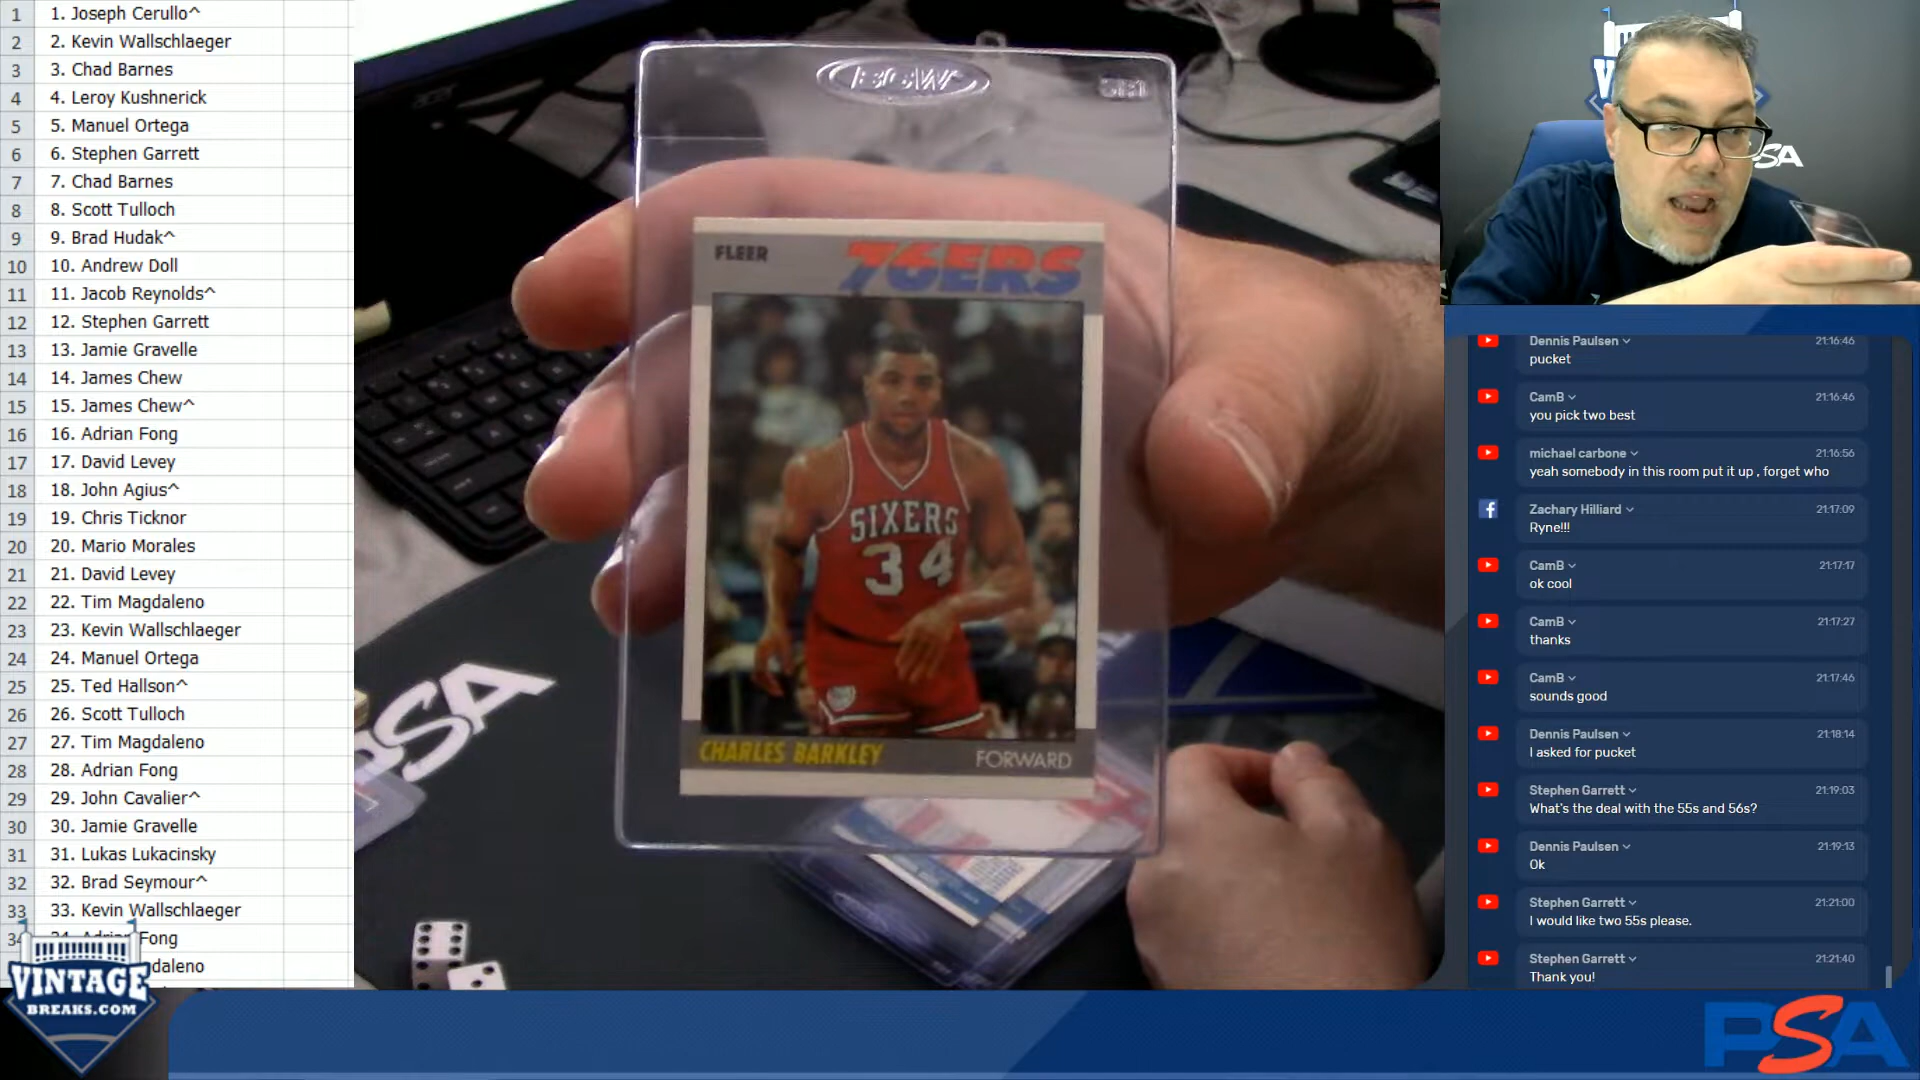 1 1. Joseph Cerullo^
2 2. Kevin Wallschlaeger
3 3. Chad Barnes
4 4. Leroy Kushnerick
5 5. Manuel Ortega
6 6. Stephen Garrett
7 7. Chad Barnes
8 8. Scott Tulloch
9 9. Brad Hudak^
10 10. Andrew Doll
11 11. Jacob Reynolds^
12 12. Stephen Garrett
13 13. Jamie Gravelle
14 14. James Chew
15 15. James Chew^
16 16. Adrian Fong
17 17. David Levey
18 18. John Agius^
19 19. Chris Ticknor
20 20. Mario Morales
21 21. David Levey
22 22. Tim Magdaleno
23 23. Kevin Wallschlaeger
24 24. Manuel Ortega
25 25. Ted Hallson^
26 26. Scott Tulloch
27 27. Tim Magdaleno
28 28. Adrian Fong
29 29. John Cavalier^
30 30. Jamie Gravelle
31 31. Lukas Lukacinsky
32 32. Brad Seymour^
33 33. Kevin Wallschlaeger
34 Fong
daleno
VINTAGE
BREAKS.COM
BCW
FLEER 76ERS
SIXERS
34
CHARLES BARKLEY FORWARD
PSA
Dennis Paulsen 21:16:46
pucket
CamB 21:16:46
you pick two best
michael carbone 21:16:56
yeah somebody in this room put it up , forget who
Zachary Hilliard 21:17:09
Ryne!!!
CamB 21:17:17
ok cool
CamB 21:17:27
thanks
CamB 21:17:46
sounds good
Dennis Paulsen 21:18:14
I asked for pucket
Stephen Garrett 21:19:03
What's the deal with the 55s and 56s?
Dennis Paulsen 21:19:13
Ok
Stephen Garrett 21:21:00
I would like two 55s please.
Stephen Garrett 21:21:40
Thank you!
PSA